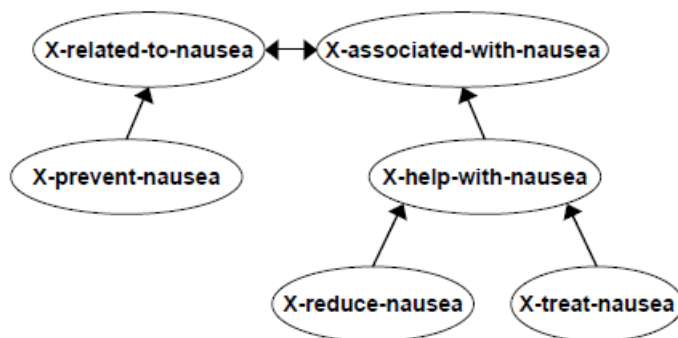 X-related-to-nausea
X-associated-with-nausea
X-prevent-nausea
X-help-with-nausea
X-reduce-nausea
X-treat-nausea